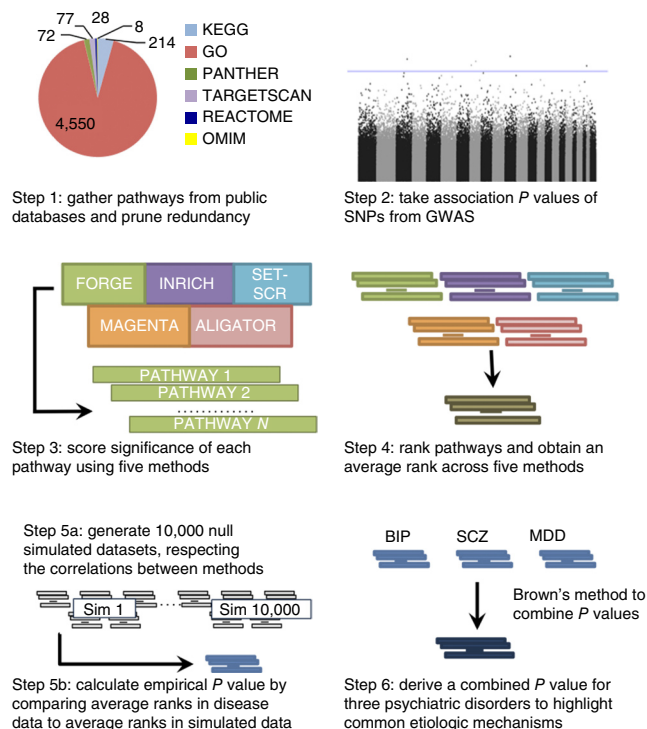 77
28
8
72
214
4,550
KEGG
GO
PANTHER
TARGETSCAN
REACTOME
OMIM
Step 1: gather pathways from public
databases and prune redundancy
Step 2: take association P values of
SNPs from GWAS
FORGE
INRICH
SET-
SCR
MAGENTA
ALIGATOR
PATHWAY 1
PATHWAY 2
..............
PATHWAY N
Step 3: score significance of each
pathway using five methods
Step 4: rank pathways and obtain an
average rank across five methods
Step 5a: generate 10,000 null
simulated datasets, respecting
the correlations between methods
Sim 1
....
Sim 10,000
Step 5b: calculate empirical P value by
comparing average ranks in disease
data to average ranks in simulated data
BIP
SCZ
MDD
Brown's method to
combine P values
Step 6: derive a combined P value for
three psychiatric disorders to highlight
common etiologic mechanisms